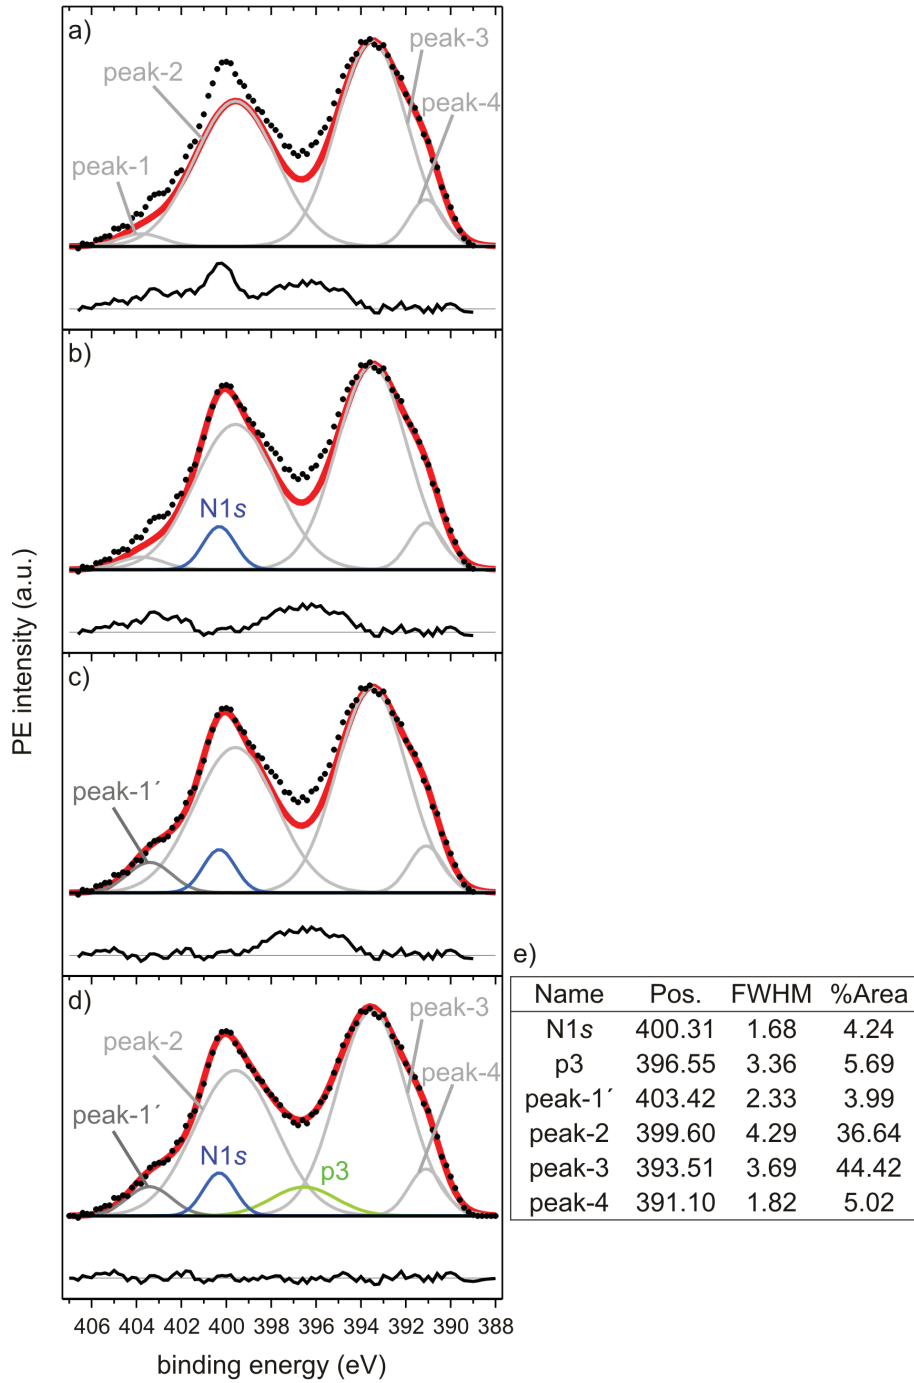 a)
peak-3
peak-2
peak-4
peak-1
b)
N1s
c)
peak-1´
d)
peak-3
peak-2
peak-4
peak-1´
N1s
p3
PE intensity (a.u.)
406 404 402 400 398 396 394 392 390 388
binding energy (eV)
e)
Name Pos. FWHM %Area
N1s 400.31 1.68 4.24
p3 396.55 3.36 5.69
peak-1´ 403.42 2.33 3.99
peak-2 399.60 4.29 36.64
peak-3 393.51 3.69 44.42
peak-4 391.10 1.82 5.02